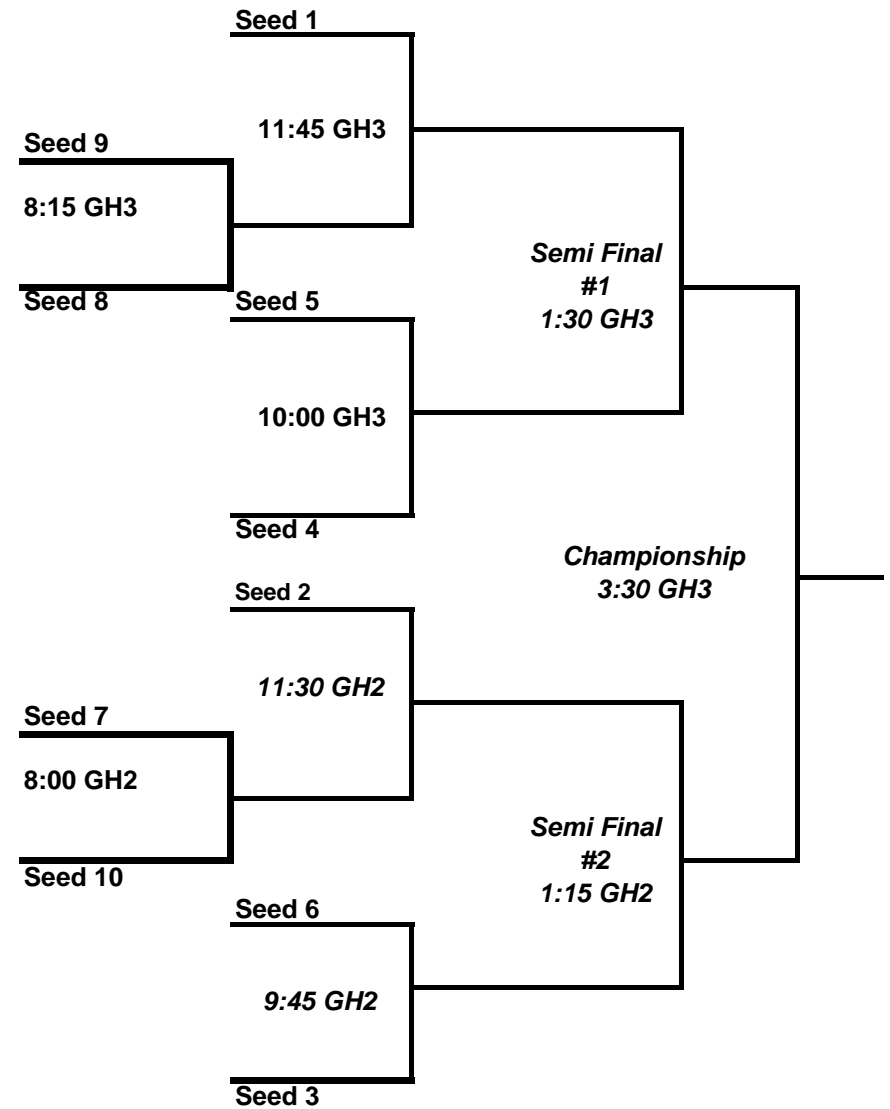 Seed 1
11:45 GH3
Seed 9
8:15 GH3
Semi Final
#1
1:30 GH3
Seed 8
Seed 5
10:00 GH3
Seed 4
Championship
3:30 GH3
Seed 2
11:30 GH2
Seed 7
8:00 GH2
Semi Final
#2
1:15 GH2
Seed 10
Seed 6
9:45 GH2
Seed 3